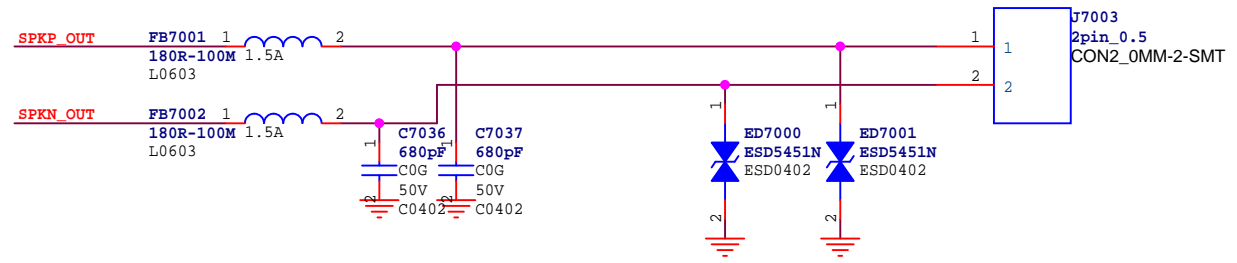 J7003
SPKP_OUT FB7001 1 2 1 1 2pin_0.5
180R-100M 1.5A CON2_0MM-2-SMT
L0603
2 2
SPKN_OUT FB7002 1 2 1 1
180R-100M 1.5A C7036 C7037 ED7000 ED7001
L0603 1 680pF 1 680pF ESD5451N ESD5451N
C0G C0G ESD0402 ESD0402
50V 50V
2 C0402 2 C0402 2 2